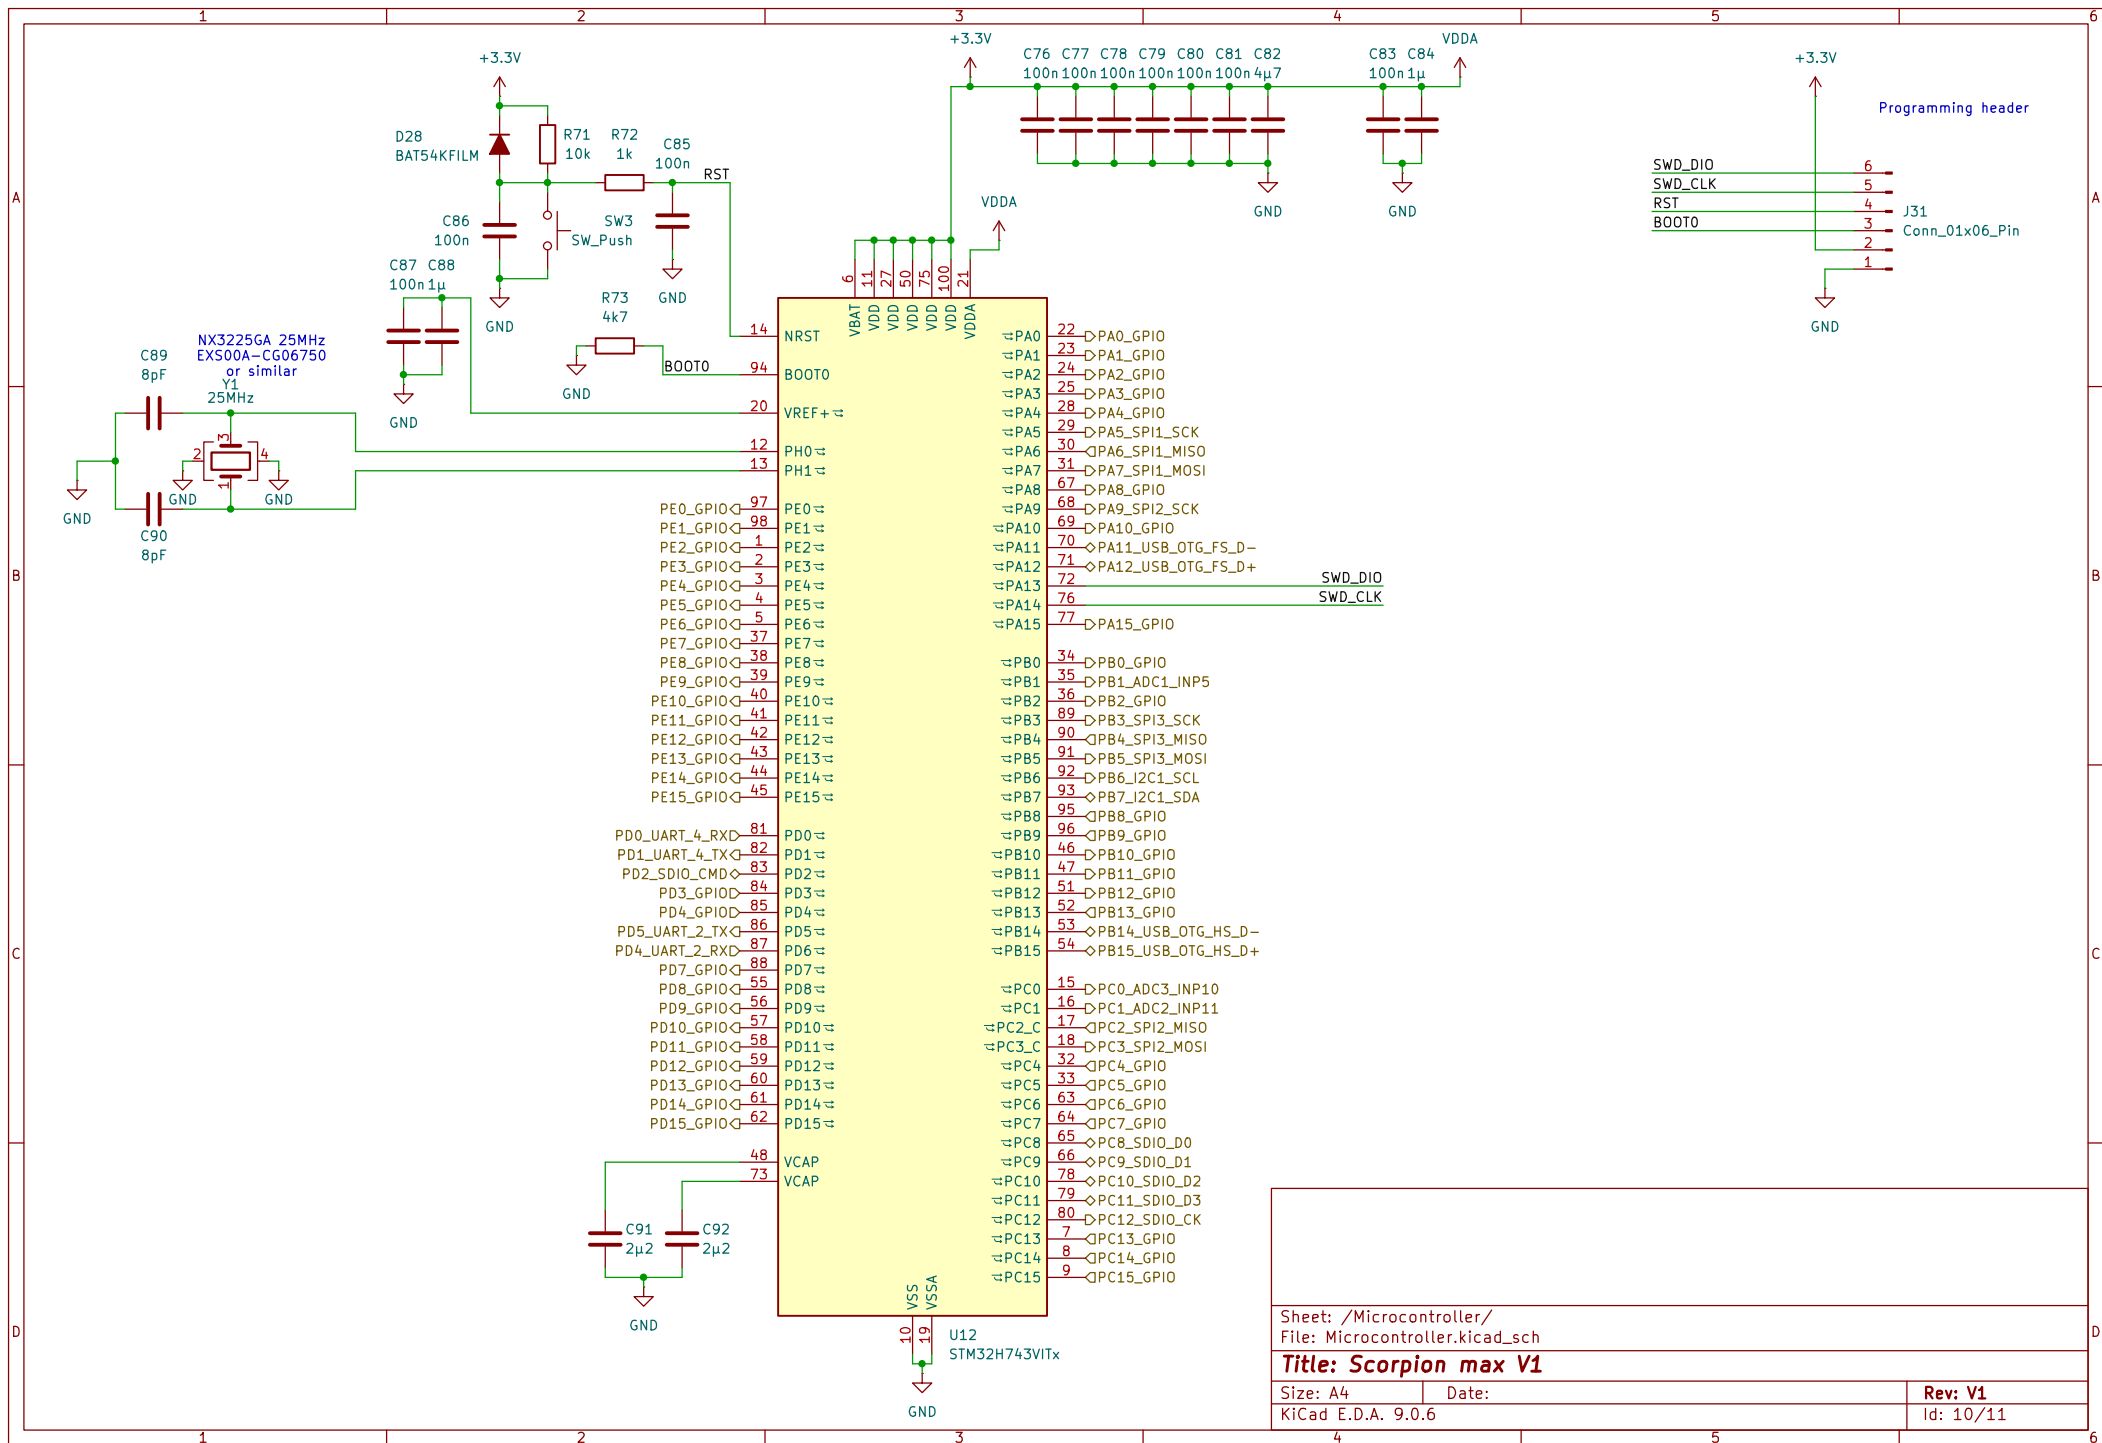 1 2 3 4 5 6
A
B
C
D
A
B
C
D
1 2 3 4 5 6
+3.3V
D28
BAT54KFILM
R71
10k
R72
1k
C85
100n
RST
C86
100n
SW3
SW_Push
GND
GND
C87 C88
100n 1µ
GND
R73
4k7
GND
BOOT0
NX3225GA 25MHz
EXS00A-CG06750
or similar
Y1
25MHz
C89
8pF
3
2
4
1
GND
GND
GND
C90
8pF
+3.3V
C76 C77 C78 C79 C80 C81 C82
100n 100n 100n 100n 100n 100n 4µ7
GND
C83 C84
100n 1µ
VDDA
GND
VDDA
+3.3V
Programming header
SWD_DIO 6
SWD_CLK 5
RST 4
BOOT0 3
2
1
J31
Conn_01x06_Pin
GND
6 11 27 50 75 100 21
VBAT VDD VDD VDD VDD VDD VDDA
14 NRST
94 BOOT0
20 VREF+
12 PH0
13 PH1
PE0_GPIO 97 PE0
PE1_GPIO 98 PE1
PE2_GPIO 1 PE2
PE3_GPIO 2 PE3
PE4_GPIO 3 PE4
PE5_GPIO 4 PE5
PE6_GPIO 5 PE6
PE7_GPIO 37 PE7
PE8_GPIO 38 PE8
PE9_GPIO 39 PE9
PE10_GPIO 40 PE10
PE11_GPIO 41 PE11
PE12_GPIO 42 PE12
PE13_GPIO 43 PE13
PE14_GPIO 44 PE14
PE15_GPIO 45 PE15
PD0_UART_4_RX 81 PD0
PD1_UART_4_TX 82 PD1
PD2_SDIO_CMD 83 PD2
PD3_GPIO 84 PD3
PD4_GPIO 85 PD4
PD5_UART_2_TX 86 PD5
PD4_UART_2_RX 87 PD6
PD7_GPIO 88 PD7
PD8_GPIO 55 PD8
PD9_GPIO 56 PD9
PD10_GPIO 57 PD10
PD11_GPIO 58 PD11
PD12_GPIO 59 PD12
PD13_GPIO 60 PD13
PD14_GPIO 61 PD14
PD15_GPIO 62 PD15
48 VCAP
73 VCAP
C91
2µ2
C92
2µ2
GND
PA0 22 PA0_GPIO
PA1 23 PA1_GPIO
PA2 24 PA2_GPIO
PA3 25 PA3_GPIO
PA4 28 PA4_GPIO
PA5 29 PA5_SPI1_SCK
PA6 30 PA6_SPI1_MISO
PA7 31 PA7_SPI1_MOSI
PA8 67 PA8_GPIO
PA9 68 PA9_SPI2_SCK
PA10 69 PA10_GPIO
PA11 70 PA11_USB_OTG_FS_D-
PA12 71 PA12_USB_OTG_FS_D+
PA13 72 SWD_DIO
PA14 76 SWD_CLK
PA15 77 PA15_GPIO
PB0 34 PB0_GPIO
PB1 35 PB1_ADC1_INP5
PB2 36 PB2_GPIO
PB3 89 PB3_SPI3_SCK
PB4 90 PB4_SPI3_MISO
PB5 91 PB5_SPI3_MOSI
PB6 92 PB6_I2C1_SCL
PB7 93 PB7_I2C1_SDA
PB8 95 PB8_GPIO
PB9 96 PB9_GPIO
PB10 46 PB10_GPIO
PB11 47 PB11_GPIO
PB12 51 PB12_GPIO
PB13 52 PB13_GPIO
PB14 53 PB14_USB_OTG_HS_D-
PB15 54 PB15_USB_OTG_HS_D+
PC0 15 PC0_ADC3_INP10
PC1 16 PC1_ADC2_INP11
PC2_C 17 PC2_SPI2_MISO
PC3_C 18 PC3_SPI2_MOSI
PC4 32 PC4_GPIO
PC5 33 PC5_GPIO
PC6 63 PC6_GPIO
PC7 64 PC7_GPIO
PC8 65 PC8_SDIO_D0
PC9 66 PC9_SDIO_D1
PC10 78 PC10_SDIO_D2
PC11 79 PC11_SDIO_D3
PC12 80 PC12_SDIO_CK
PC13 7 PC13_GPIO
PC14 8 PC14_GPIO
PC15 9 PC15_GPIO
VSS VSSA
10 19
U12
STM32H743VITx
GND
Sheet: /Microcontroller/
File: Microcontroller.kicad_sch
Title: Scorpion max V1
Size: A4 Date: Rev: V1
KiCad E.D.A. 9.0.6 Id: 10/11